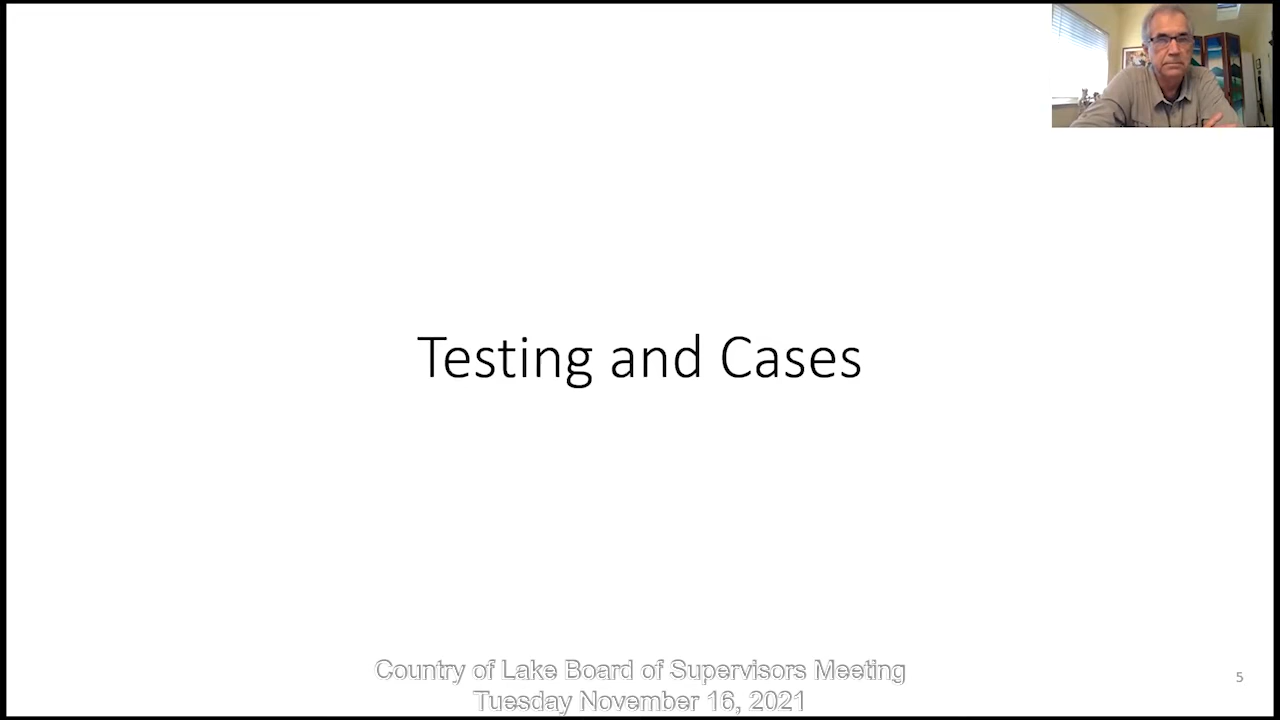 Testing and Cases
Country of Lake Board of Supervisors Meeting
Tuesday November 16, 2021
5